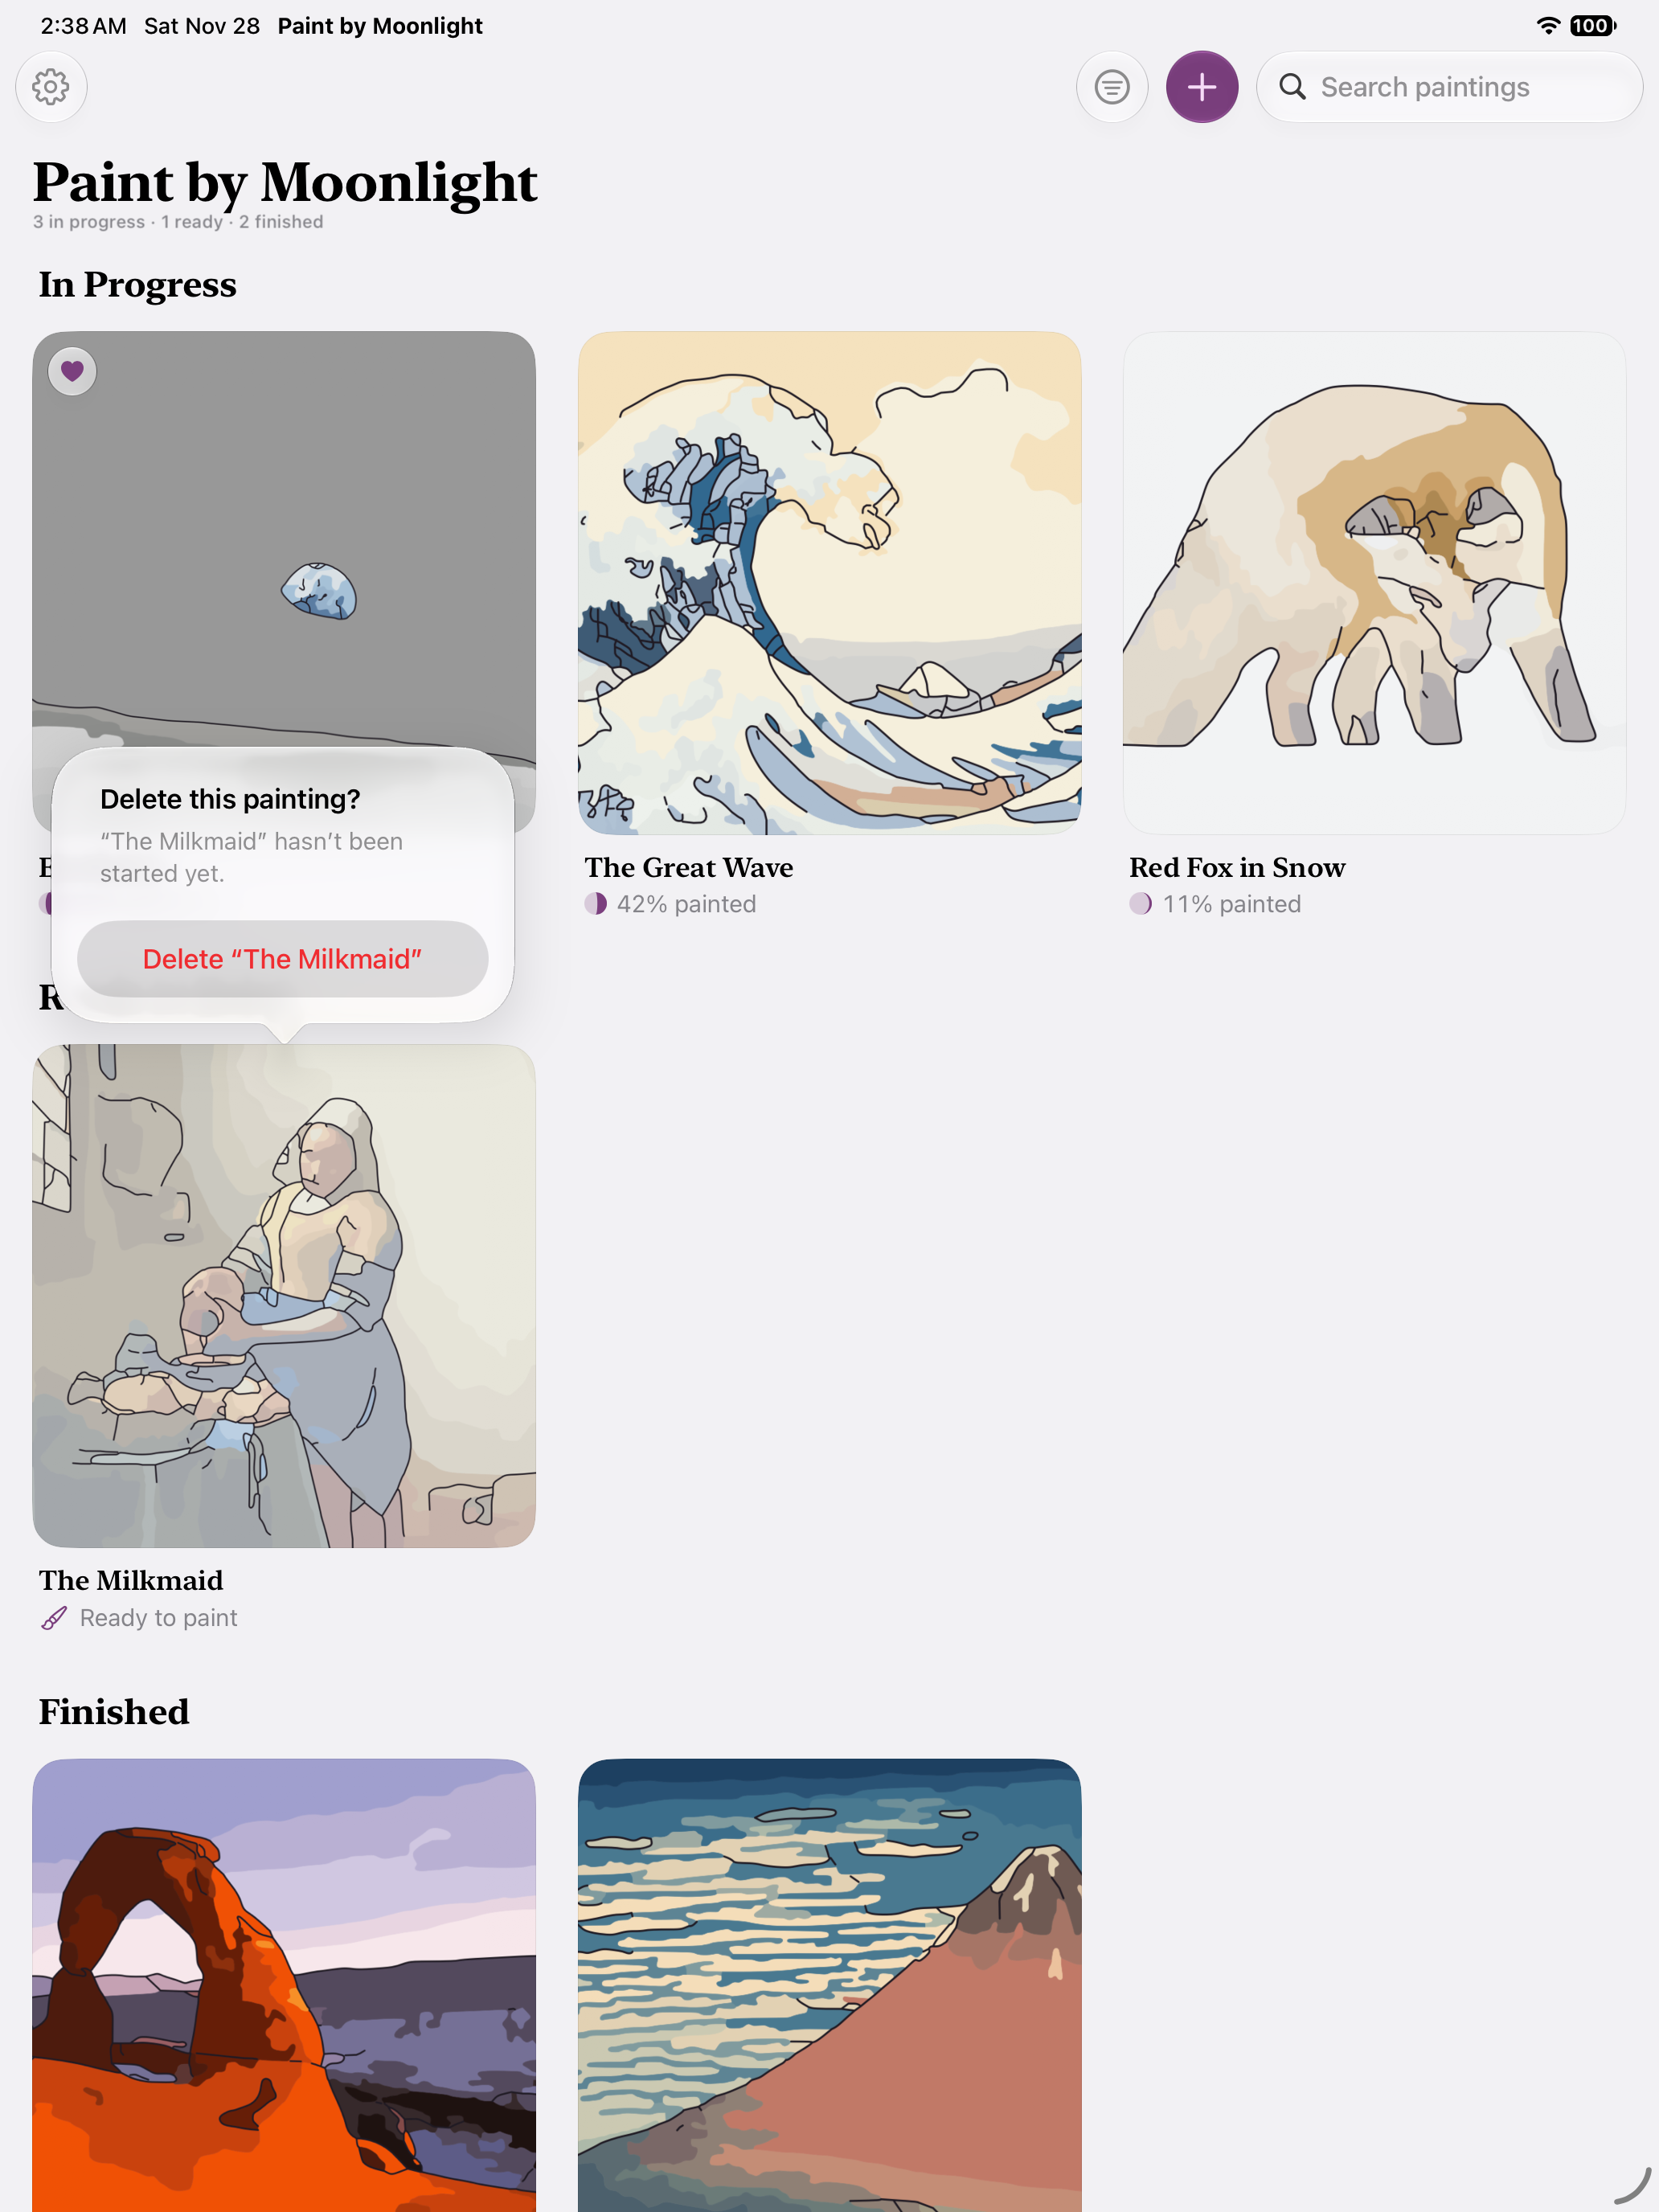 2:38 AM Sat Nov 28 Paint by Moonlight 100
Search paintings
Paint by Moonlight
3 in progress · 1 ready · 2 finished
In Progress
Delete this painting?
“The Milkmaid” hasn’t been
started yet.
Delete “The Milkmaid”
The Great Wave
42% painted
Red Fox in Snow
11% painted
The Milkmaid
Ready to paint
Finished